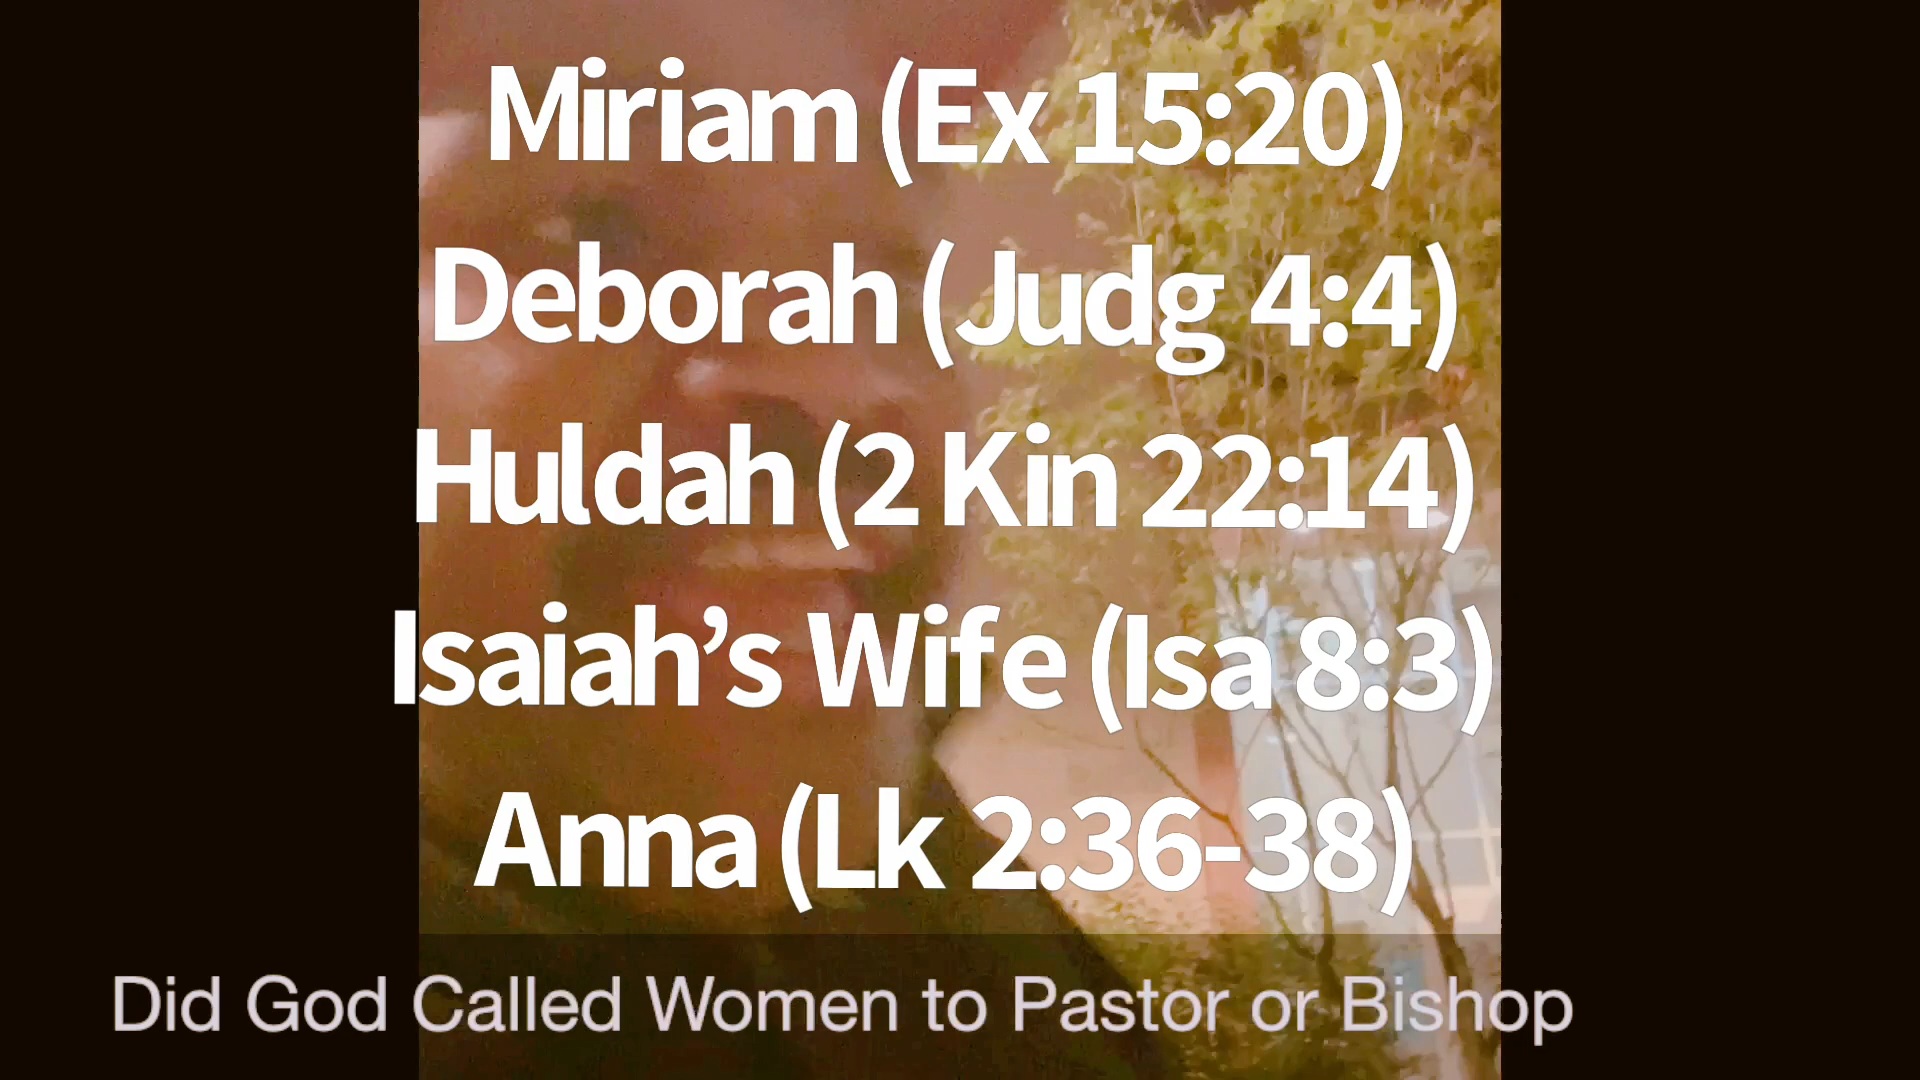 Miriam (Ex 15:20)
Deborah (Judg 4:4)
Huldah (2 Kin 22:14)
Isaiah’s Wife (Isa 8:3)
Anna (Lk 2:36-38)
Did God Called Women to Pastor or Bishop